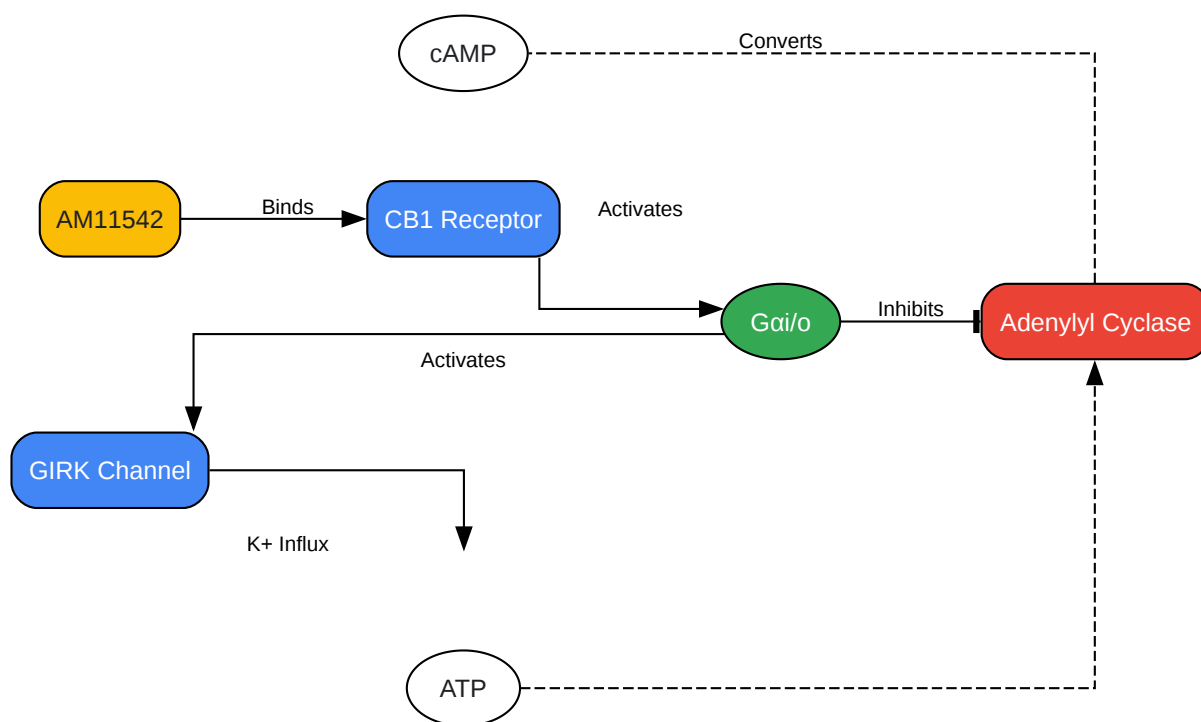 cAMP
Converts
AM11542
Binds
CB1 Receptor
Activates
Gαi/o
Inhibits
Adenylyl Cyclase
Activates
GIRK Channel
K+ Influx
ATP